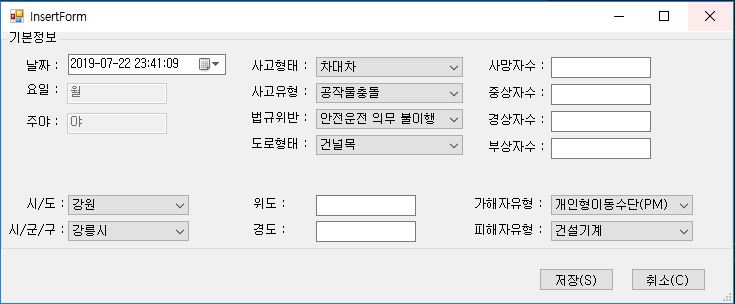 InsertForm
기본정보
날짜 : 2019-07-22 23:41:09 사고형태 : 차대차 사망자수 :
요일 : 월 사고유형 : 공작물충돌 중상자수 :
주야 : 야 법규위반 : 안전운전 의무 불이행 경상자수 :
도로형태 : 건널목 부상자수 :
시/도 : 강원 위도 : 가해자유형 : 개인형이동수단(PM)
시/군/구 : 강릉시 경도 : 피해자유형 : 건설기계
저장(S) 취소(C)